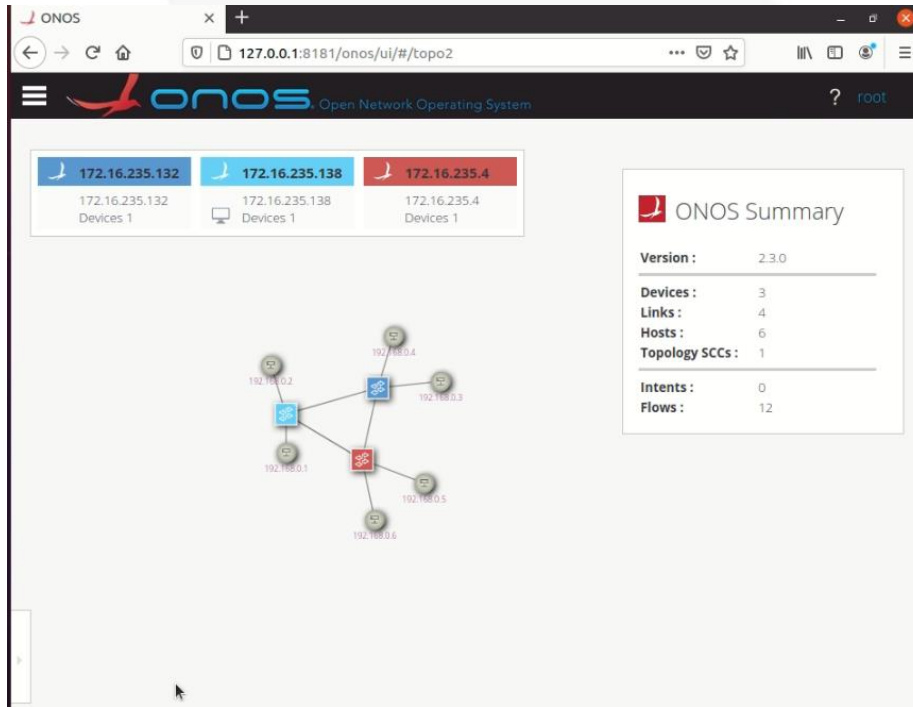 ONOS
127.0.0.1:8181/onos/ui/#/topo2
onos. Open Network Operating System
? root
172.16.235.132
172.16.235.132
Devices 1
172.16.235.138
172.16.235.138
Devices 1
172.16.235.4
172.16.235.4
Devices 1
ONOS Summary
Version : 2.3.0
Devices : 3
Links : 4
Hosts : 6
Topology SCCs : 1
Intents : 0
Flows : 12
192.168.0.4
192.168.0.2
192.168.0.3
192.168.0.1
192.168.0.5
192.168.0.6